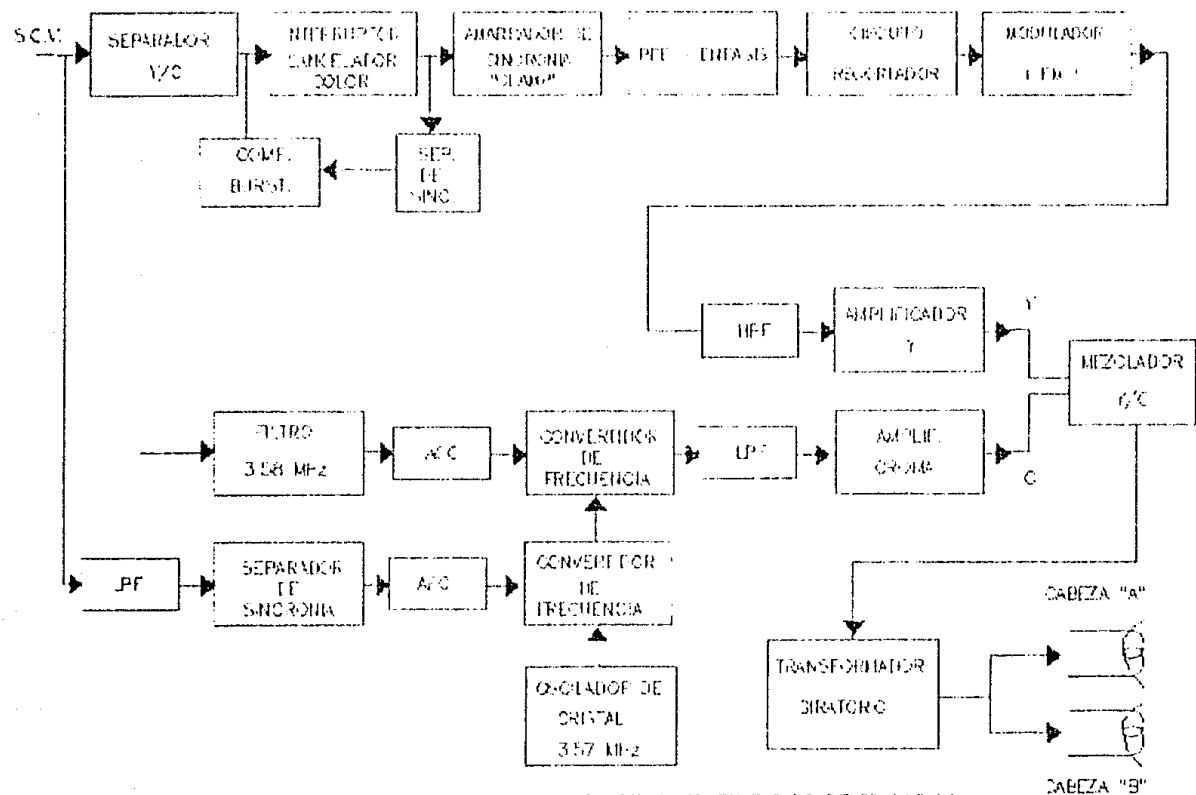 S.C.V.
SEPARADOR
Y/C
INTERRUPTOR
CANCELADOR
COLOR
AMARRADOR DE
SINCRONIA
"CLAMP"
PRE-ENFASIS
CIRCUITO
RECORTADOR
MODULADOR
COMP.
BURST.
SEP.
DE
SINC.
HPF
AMPLIFICADOR
Y
Y
MEZCLADOR
Y/C
FILTRO
3.58 MHz
ACC
CONVERTIDOR
DE
FRECUENCIA
LPF
AMPLIF.
CROMA
C
LPF
SEPARADOR
DE
SINCRONIA
AFC
CONVERTIDOR
DE
FRECUENCIA
OSCILADOR DE
CRISTAL
3.57 MHz
TRANSFORMADOR
GIRATORIO
CABEZA "A"
CABEZA "B"